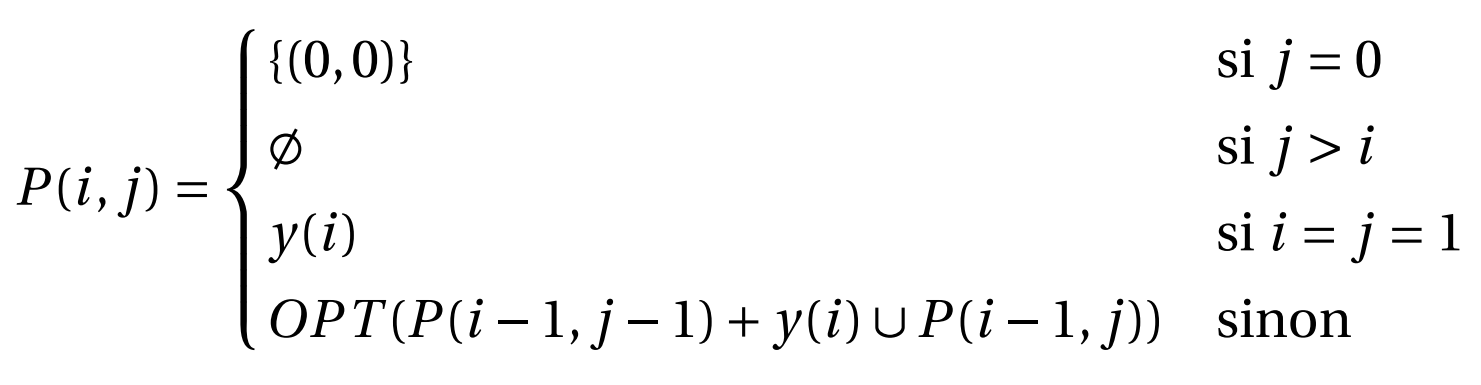 {(0,0)} si j = 0
∅ si j > i
P(i, j) = y(i) si i = j = 1
OPT(P(i − 1, j − 1) + y(i) ∪ P(i − 1, j)) sinon